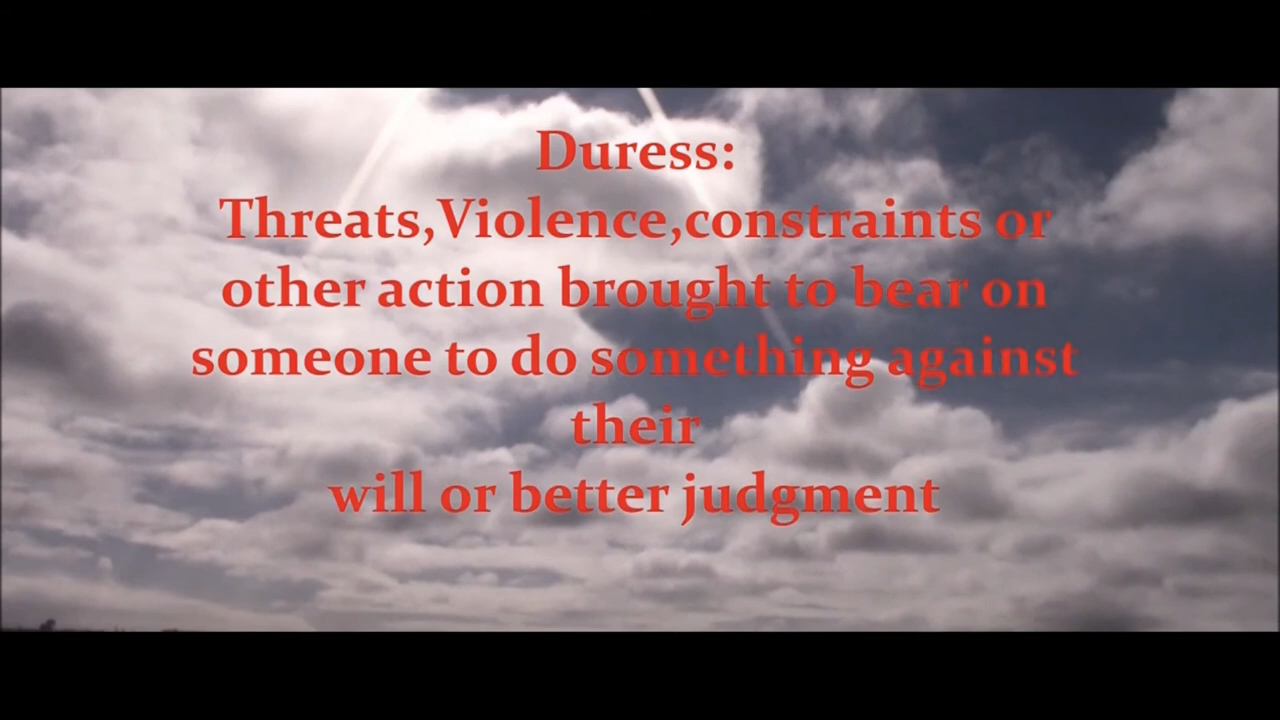 Duress:
Threats,Violence,constraints or
other action brought to bear on
someone to do something against
their
will or better judgment